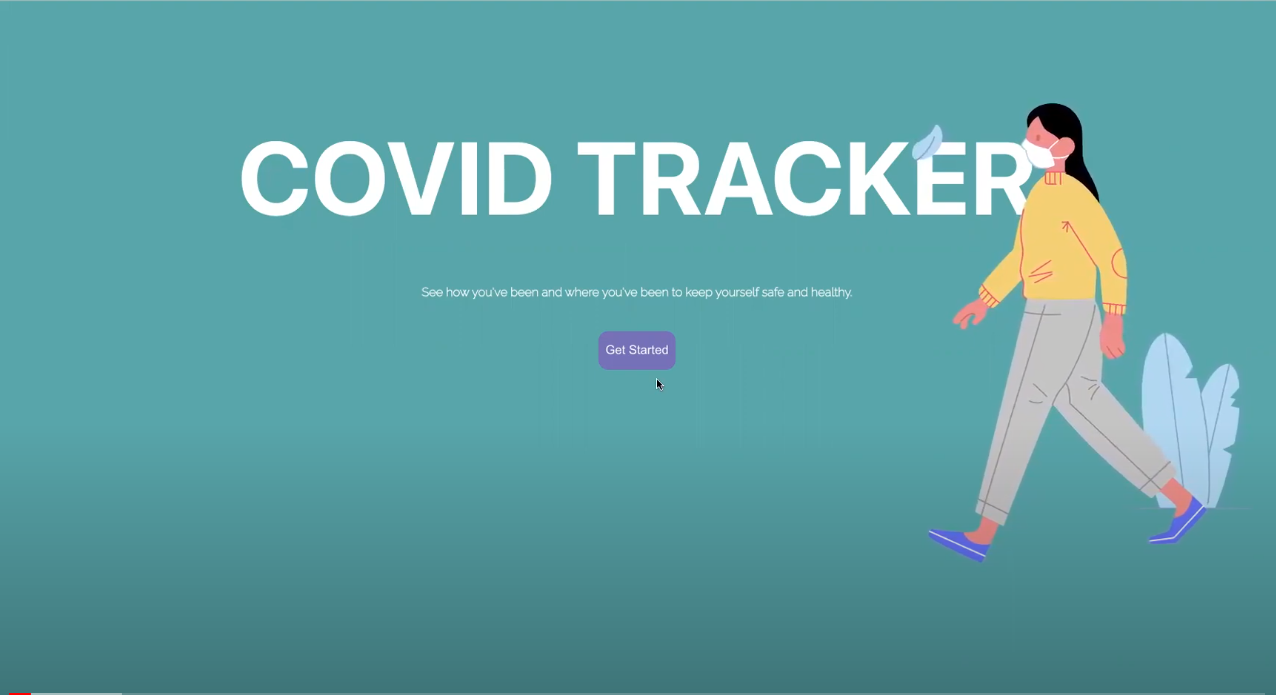 COVID TRACKER
See how you've been and where you've been to keep yourself safe and healthy.
Get Started